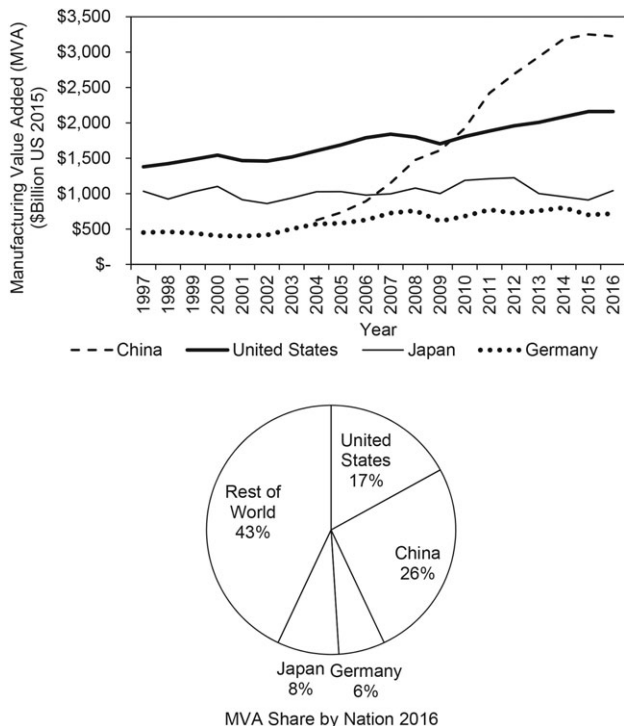 Manufacturing Value Added (MVA)
($Billion US 2015)
$3,500
$3,000
$2,500
$2,000
$1,500
$1,000
$500
$-
1997
1998
1999
2000
2001
2002
2003
2004
2005
2006
2007
2008
2009
2010
2011
2012
2013
2014
2015
2016
Year
China United States Japan Germany
United
States
17%
Rest of
World
43%
China
26%
Japan
8%
Germany
6%
MVA Share by Nation 2016